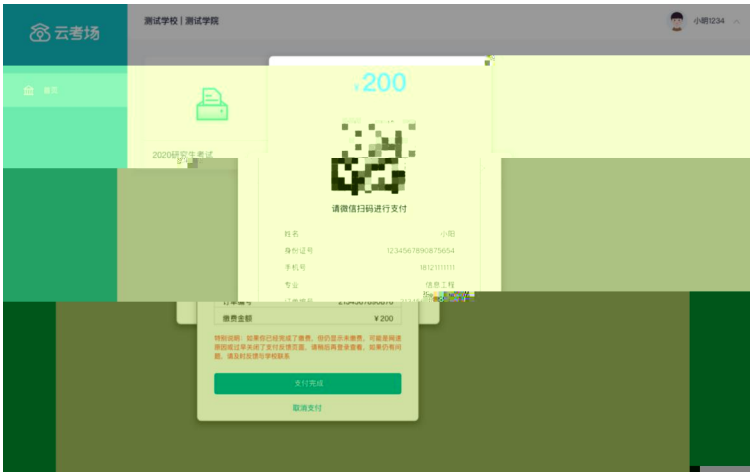 云考场
测试学校 | 测试学院
小明1234
首页
¥200
2020研究生考试
请微信扫码进行支付
姓名 小阳
身份证号 1234567890875654
手机号 18121111111
专业 信息工程
订单编号
缴费金额 ¥200
特别说明：如果您已经完成了缴费，但仍显示未缴费，可能是网速
原因或过早关闭了支付反馈页面，请稍后再登录查看，如果仍有问
题，请及时反馈与学校联系
支付完成
取消支付